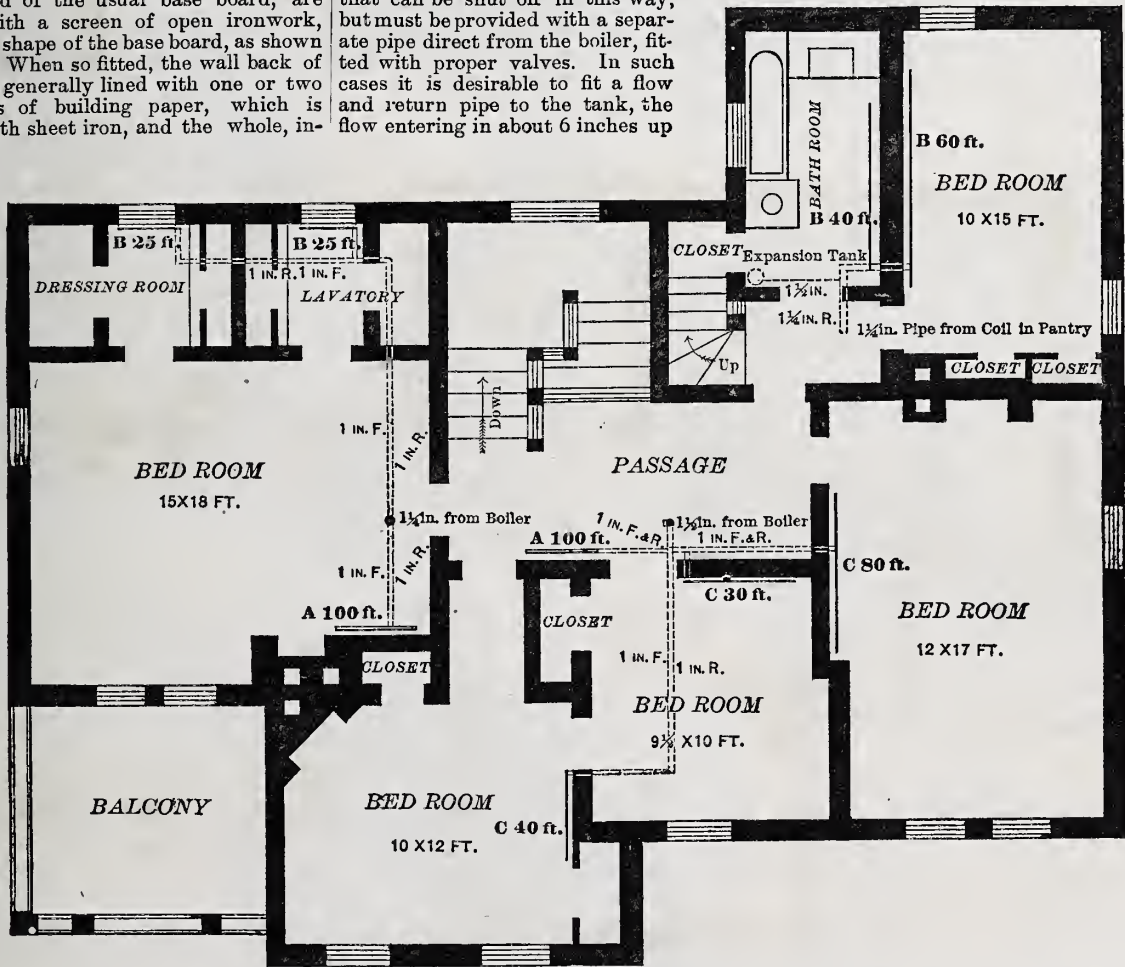 d of the usual base board, are
ith a screen of open ironwork,
shape of the base board, as shown
When so fitted, the wall back of
generally lined with one or two
s of building paper, which is
th sheet iron, and the whole, in-
that can be shut off in this way,
but must be provided with a separ-
ate pipe direct from the boiler, fit-
ted with proper valves. In such
cases it is desirable to fit a flow
and return pipe to the tank, the
flow entering in about 6 inches up
BATH ROOM
B 40 ft.
B 60 ft.
BED ROOM
10 X15 FT.
B 25 ft.
B 25 ft.
1 IN. R. 1 IN. F.
DRESSING ROOM
LAVATORY
CLOSET
Expansion Tank
1½ IN.
1¼ IN. R.
1¼ in. Pipe from Coil in Pantry
Up
CLOSET
CLOSET
Down
1 IN. F.
1 IN. R.
BED ROOM
15X18 FT.
PASSAGE
1½ in. from Boiler
1½ in. from Boiler
1 IN. F.&R.
1 IN. F.&R.
A 100 ft.
C 80 ft.
C 30 ft.
1 IN. F.
1 IN. R.
A 100 ft.
CLOSET
CLOSET
BED ROOM
12 X17 FT.
1 IN. F.
1 IN. R.
BED ROOM
9½ X10 FT.
BALCONY
BED ROOM
10 X12 FT.
C 40 ft.